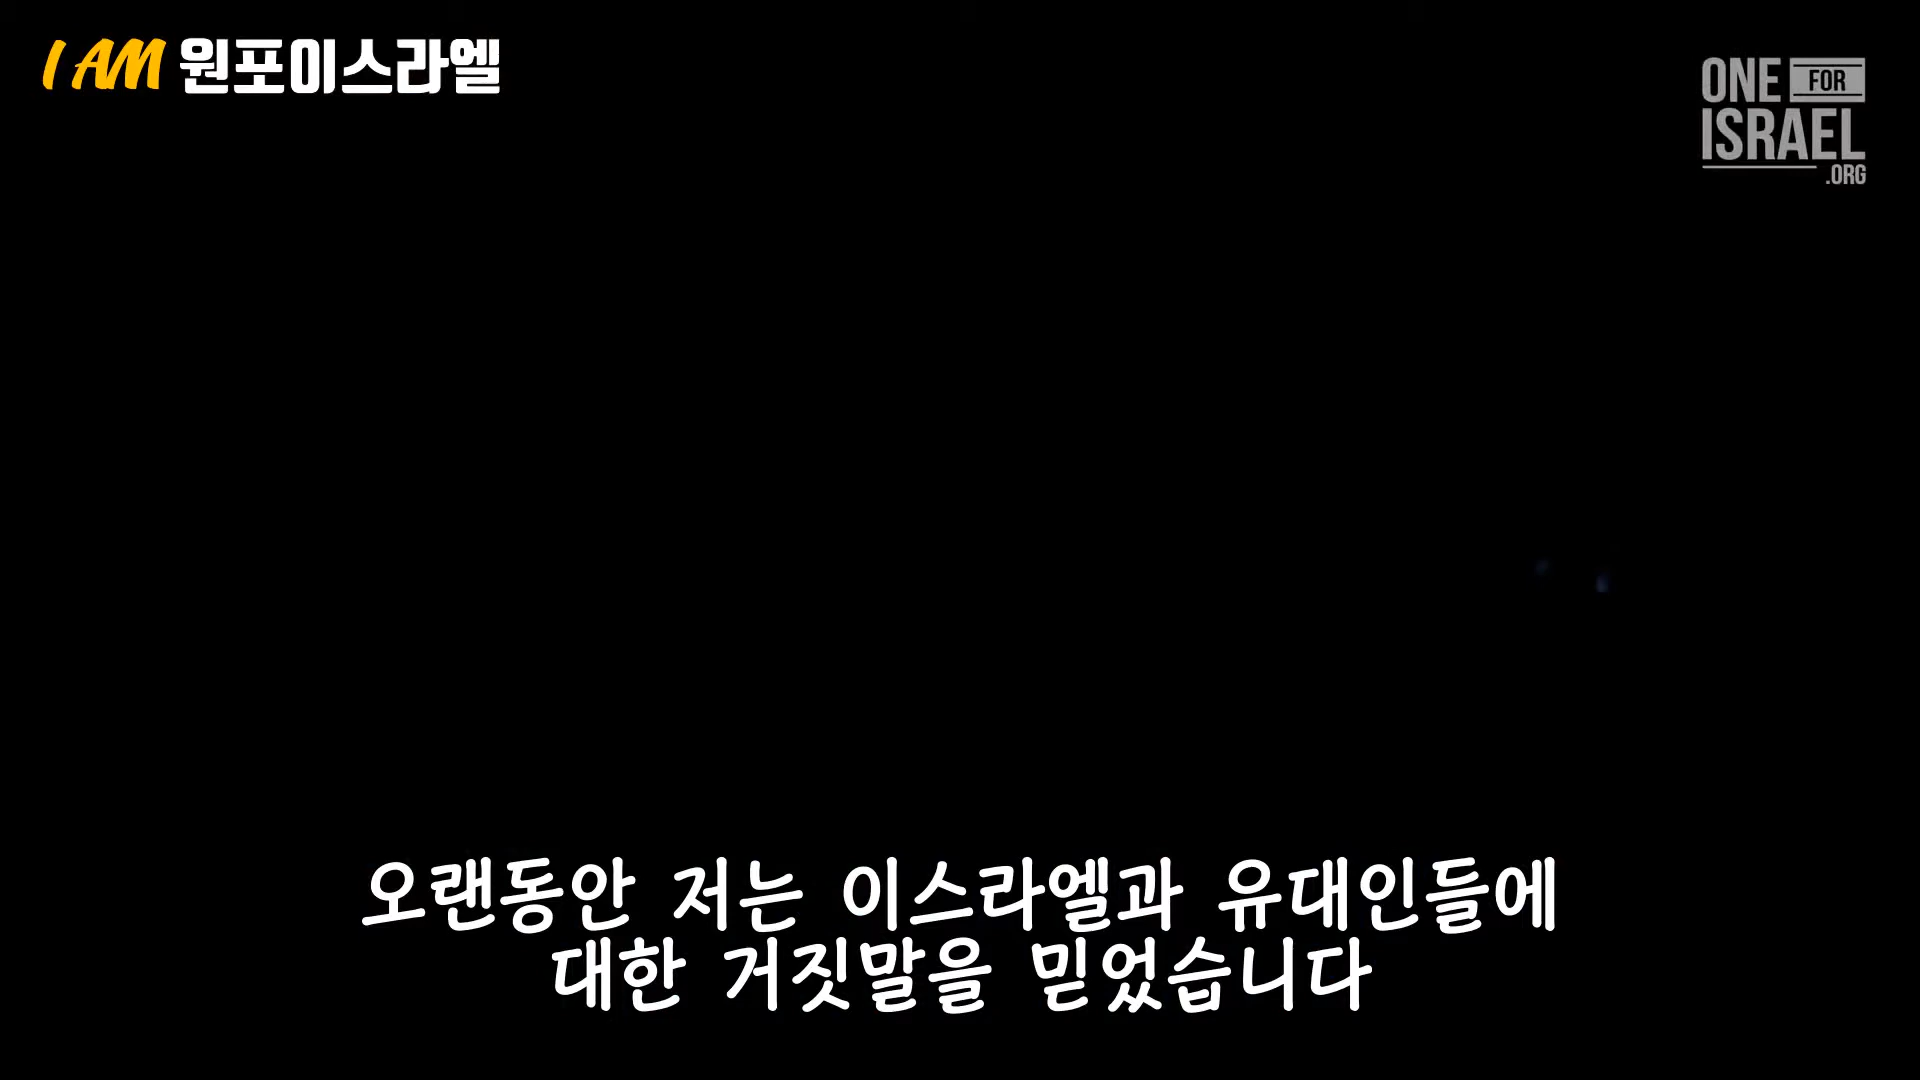 I AM 원포이스라엘
ONE FOR
ISRAEL
.ORG
오랜동안 저는 이스라엘과 유대인들에
대한 거짓말을 믿었습니다